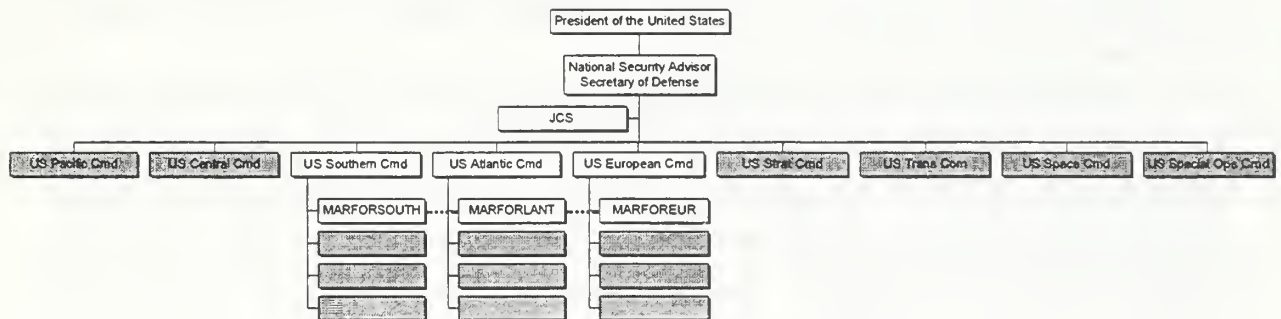 President of the United States
National Security Advisor
Secretary of Defense
JCS
US Pacific Cmd
US Central Cmd
US Southern Cmd
US Atlantic Cmd
US European Cmd
US Strat Cmd
US Trans Com
US Space Cmd
US Special Ops Cmd
MARFORSOUTH
MARFORLANT
MARFOREUR